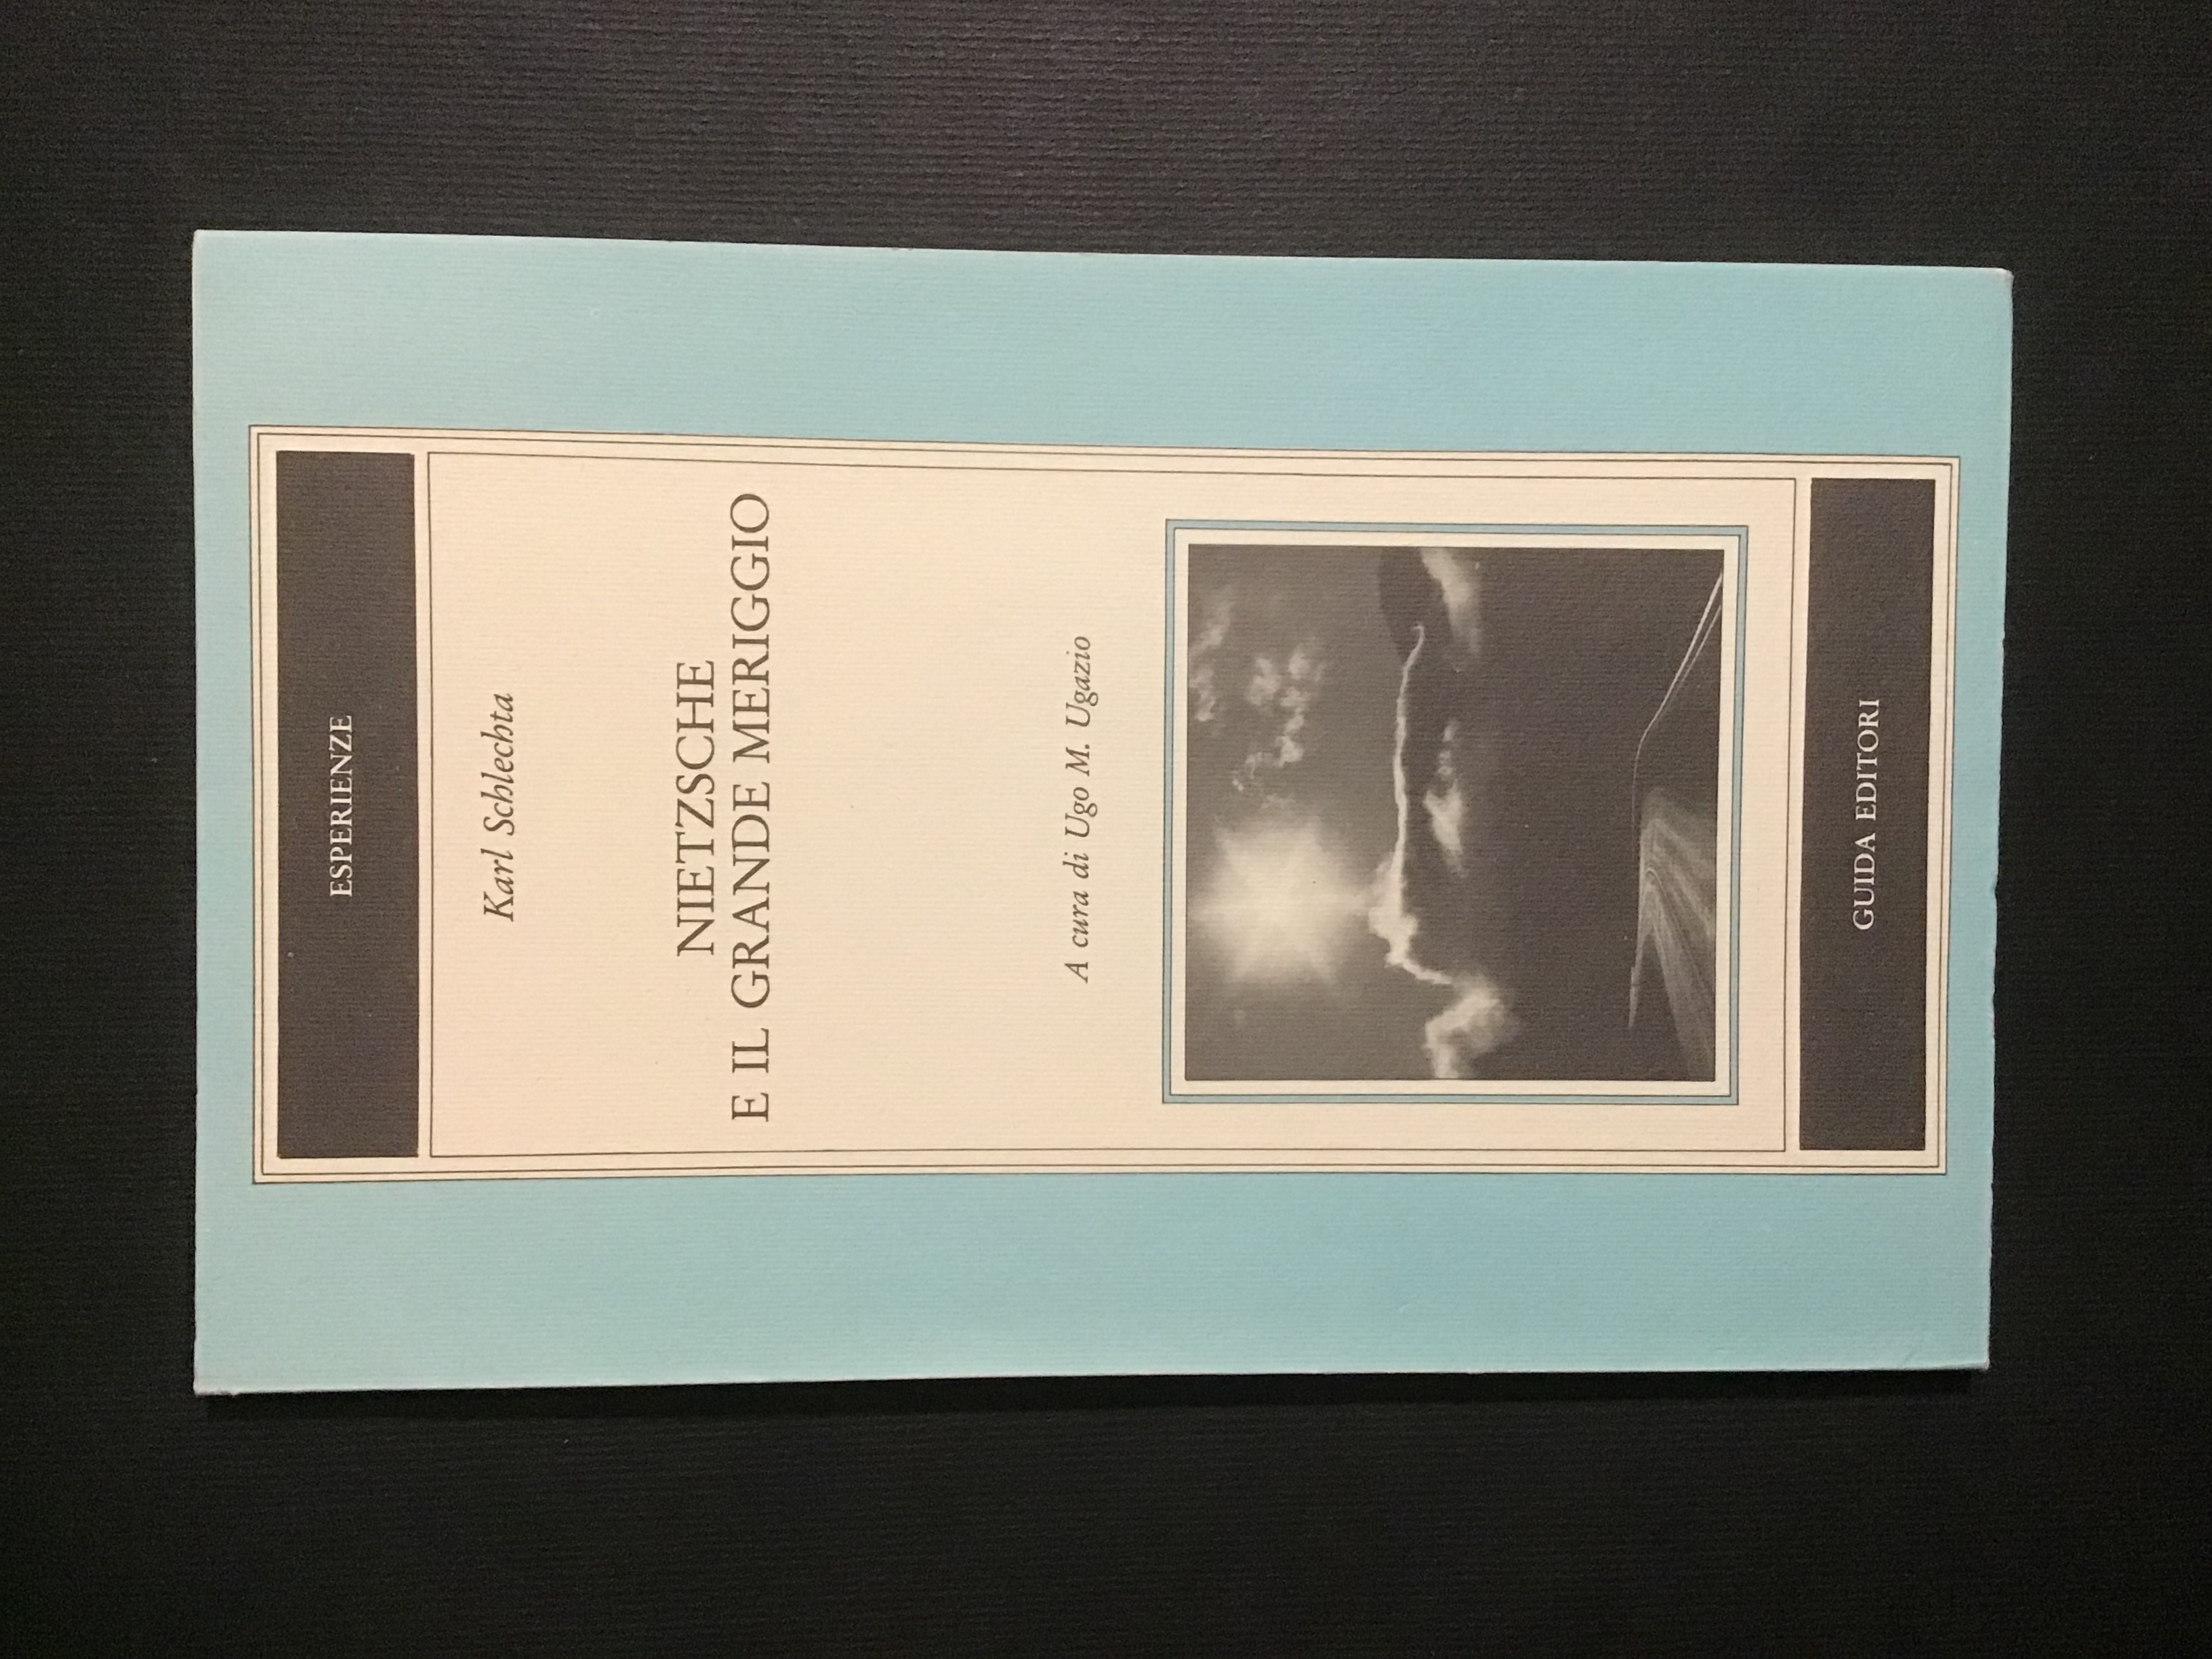 ESPERIENZE
Karl Schlechta
NIETZSCHE
E IL GRANDE MERIGGIO
A cura di Ugo M. Ugazio
GUIDA EDITORI